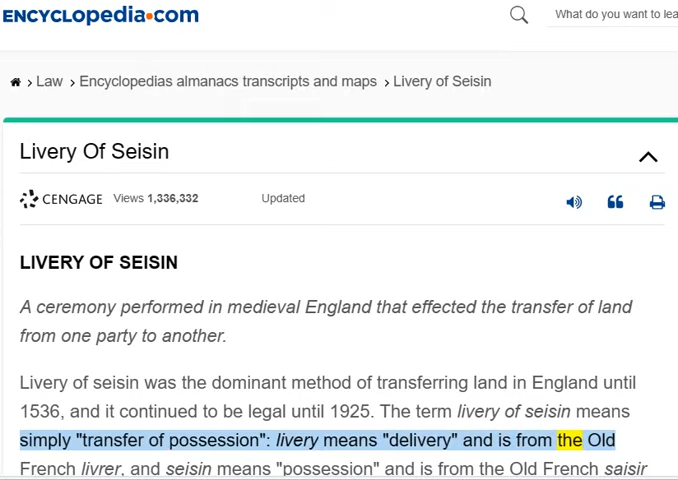 ENCYCLopedia.com
What do you want to lea
Law > Encyclopedias almanacs transcripts and maps > Livery of Seisin
Livery Of Seisin
CENGAGE Views 1,336,332 Updated
LIVERY OF SEISIN
A ceremony performed in medieval England that effected the transfer of land
from one party to another.
Livery of seisin was the dominant method of transferring land in England until
1536, and it continued to be legal until 1925. The term livery of seisin means
simply "transfer of possession": livery means "delivery" and is from the Old
French livrer, and seisin means "possession" and is from the Old French saisir